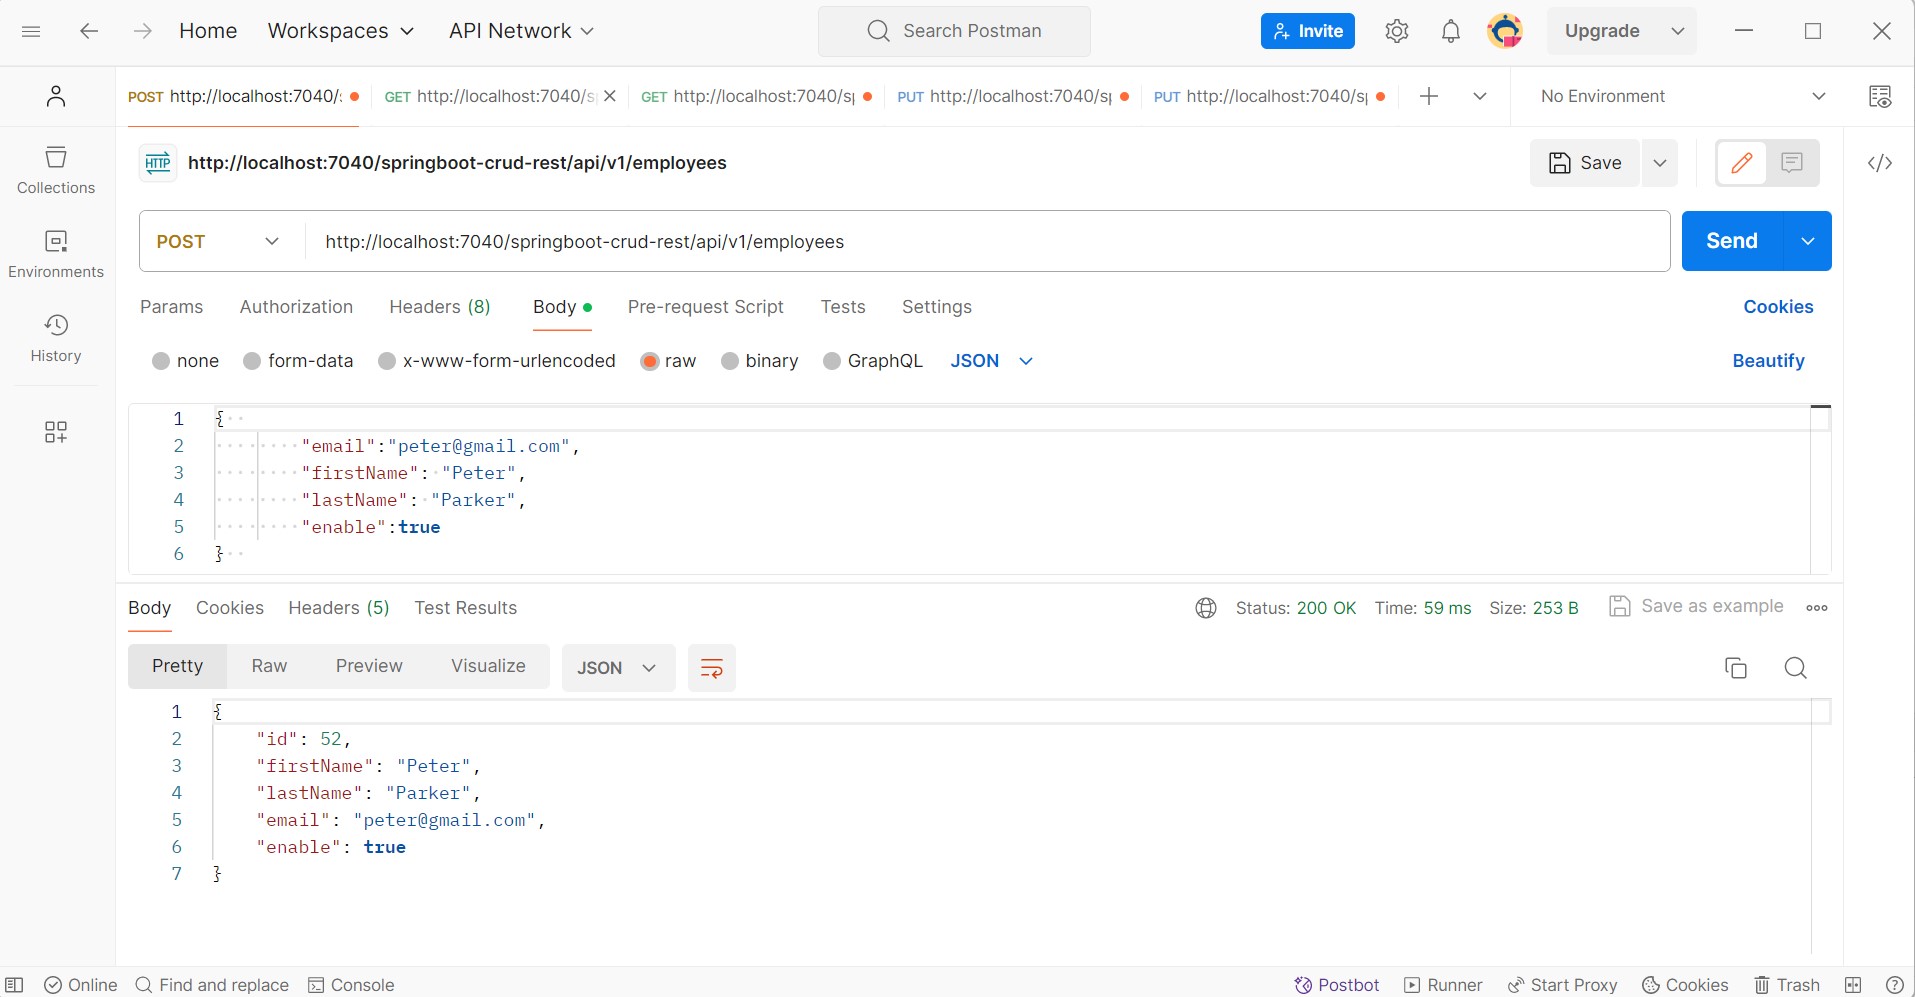 Home Workspaces API Network Search Postman Invite Upgrade
POST http://localhost:7040/ GET http://localhost:7040/s GET http://localhost:7040/s PUT http://localhost:7040/s PUT http://localhost:7040/s No Environment
HTTP http://localhost:7040/springboot-crud-rest/api/v1/employees Save
Collections
Environments
History
POST http://localhost:7040/springboot-crud-rest/api/v1/employees Send
Params Authorization Headers (8) Body Pre-request Script Tests Settings Cookies
none form-data x-www-form-urlencoded raw binary GraphQL JSON Beautify
1 {
2 "email":"peter@gmail.com",
3 "firstName": "Peter",
4 "lastName": "Parker",
5 "enable":true
6 }
Body Cookies Headers (5) Test Results Status: 200 OK Time: 59 ms Size: 253 B Save as example
Pretty Raw Preview Visualize JSON
1 {
2 "id": 52,
3 "firstName": "Peter",
4 "lastName": "Parker",
5 "email": "peter@gmail.com",
6 "enable": true
7 }
Online Find and replace Console Postbot Runner Start Proxy Cookies Trash